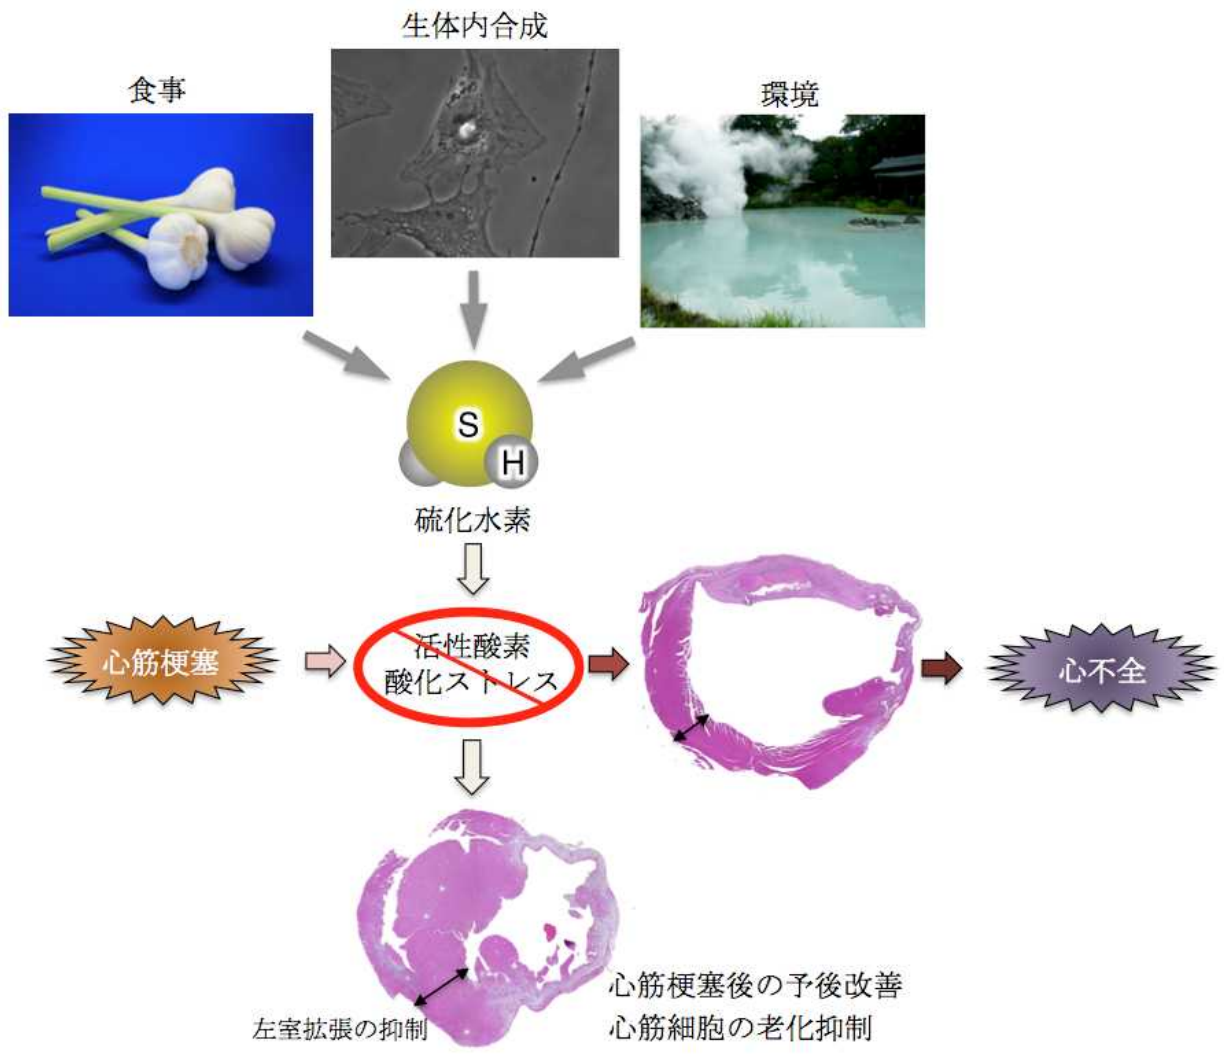 生体内合成
食事
環境
S
H
硫化水素
心筋梗塞
活性酸素
酸化ストレス
心不全
左室拡張の抑制
心筋梗塞後の予後改善
心筋細胞の老化抑制